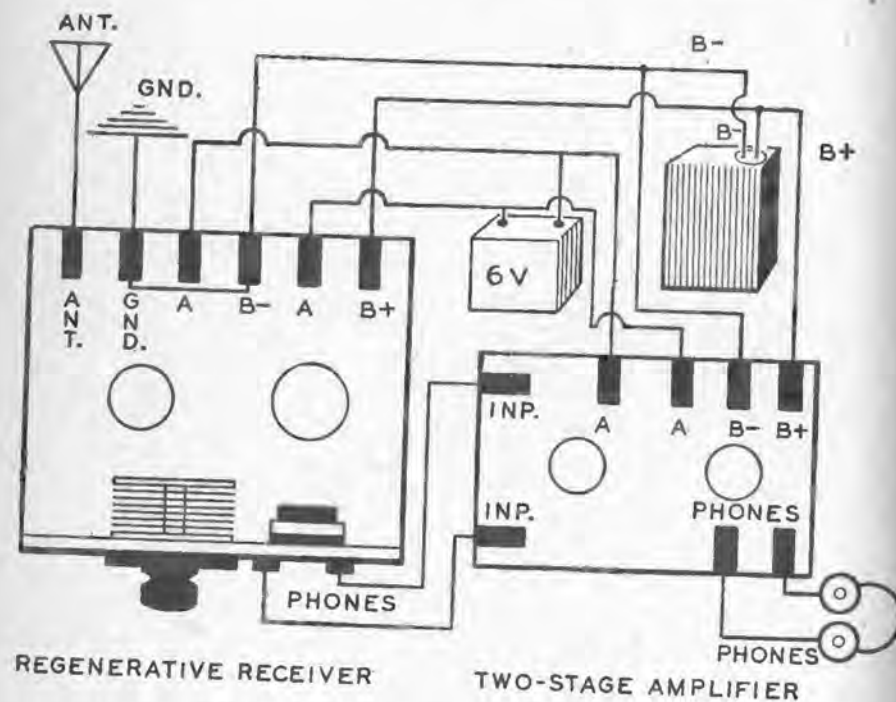 ANT.
GND.
B-
B-
B+
6V
ANT.
GND.
A
B-
A
B+
INP.
A
A
B-
B+
PHONES
INP.
PHONES
PHONES
REGENERATIVE RECEIVER
TWO-STAGE AMPLIFIER